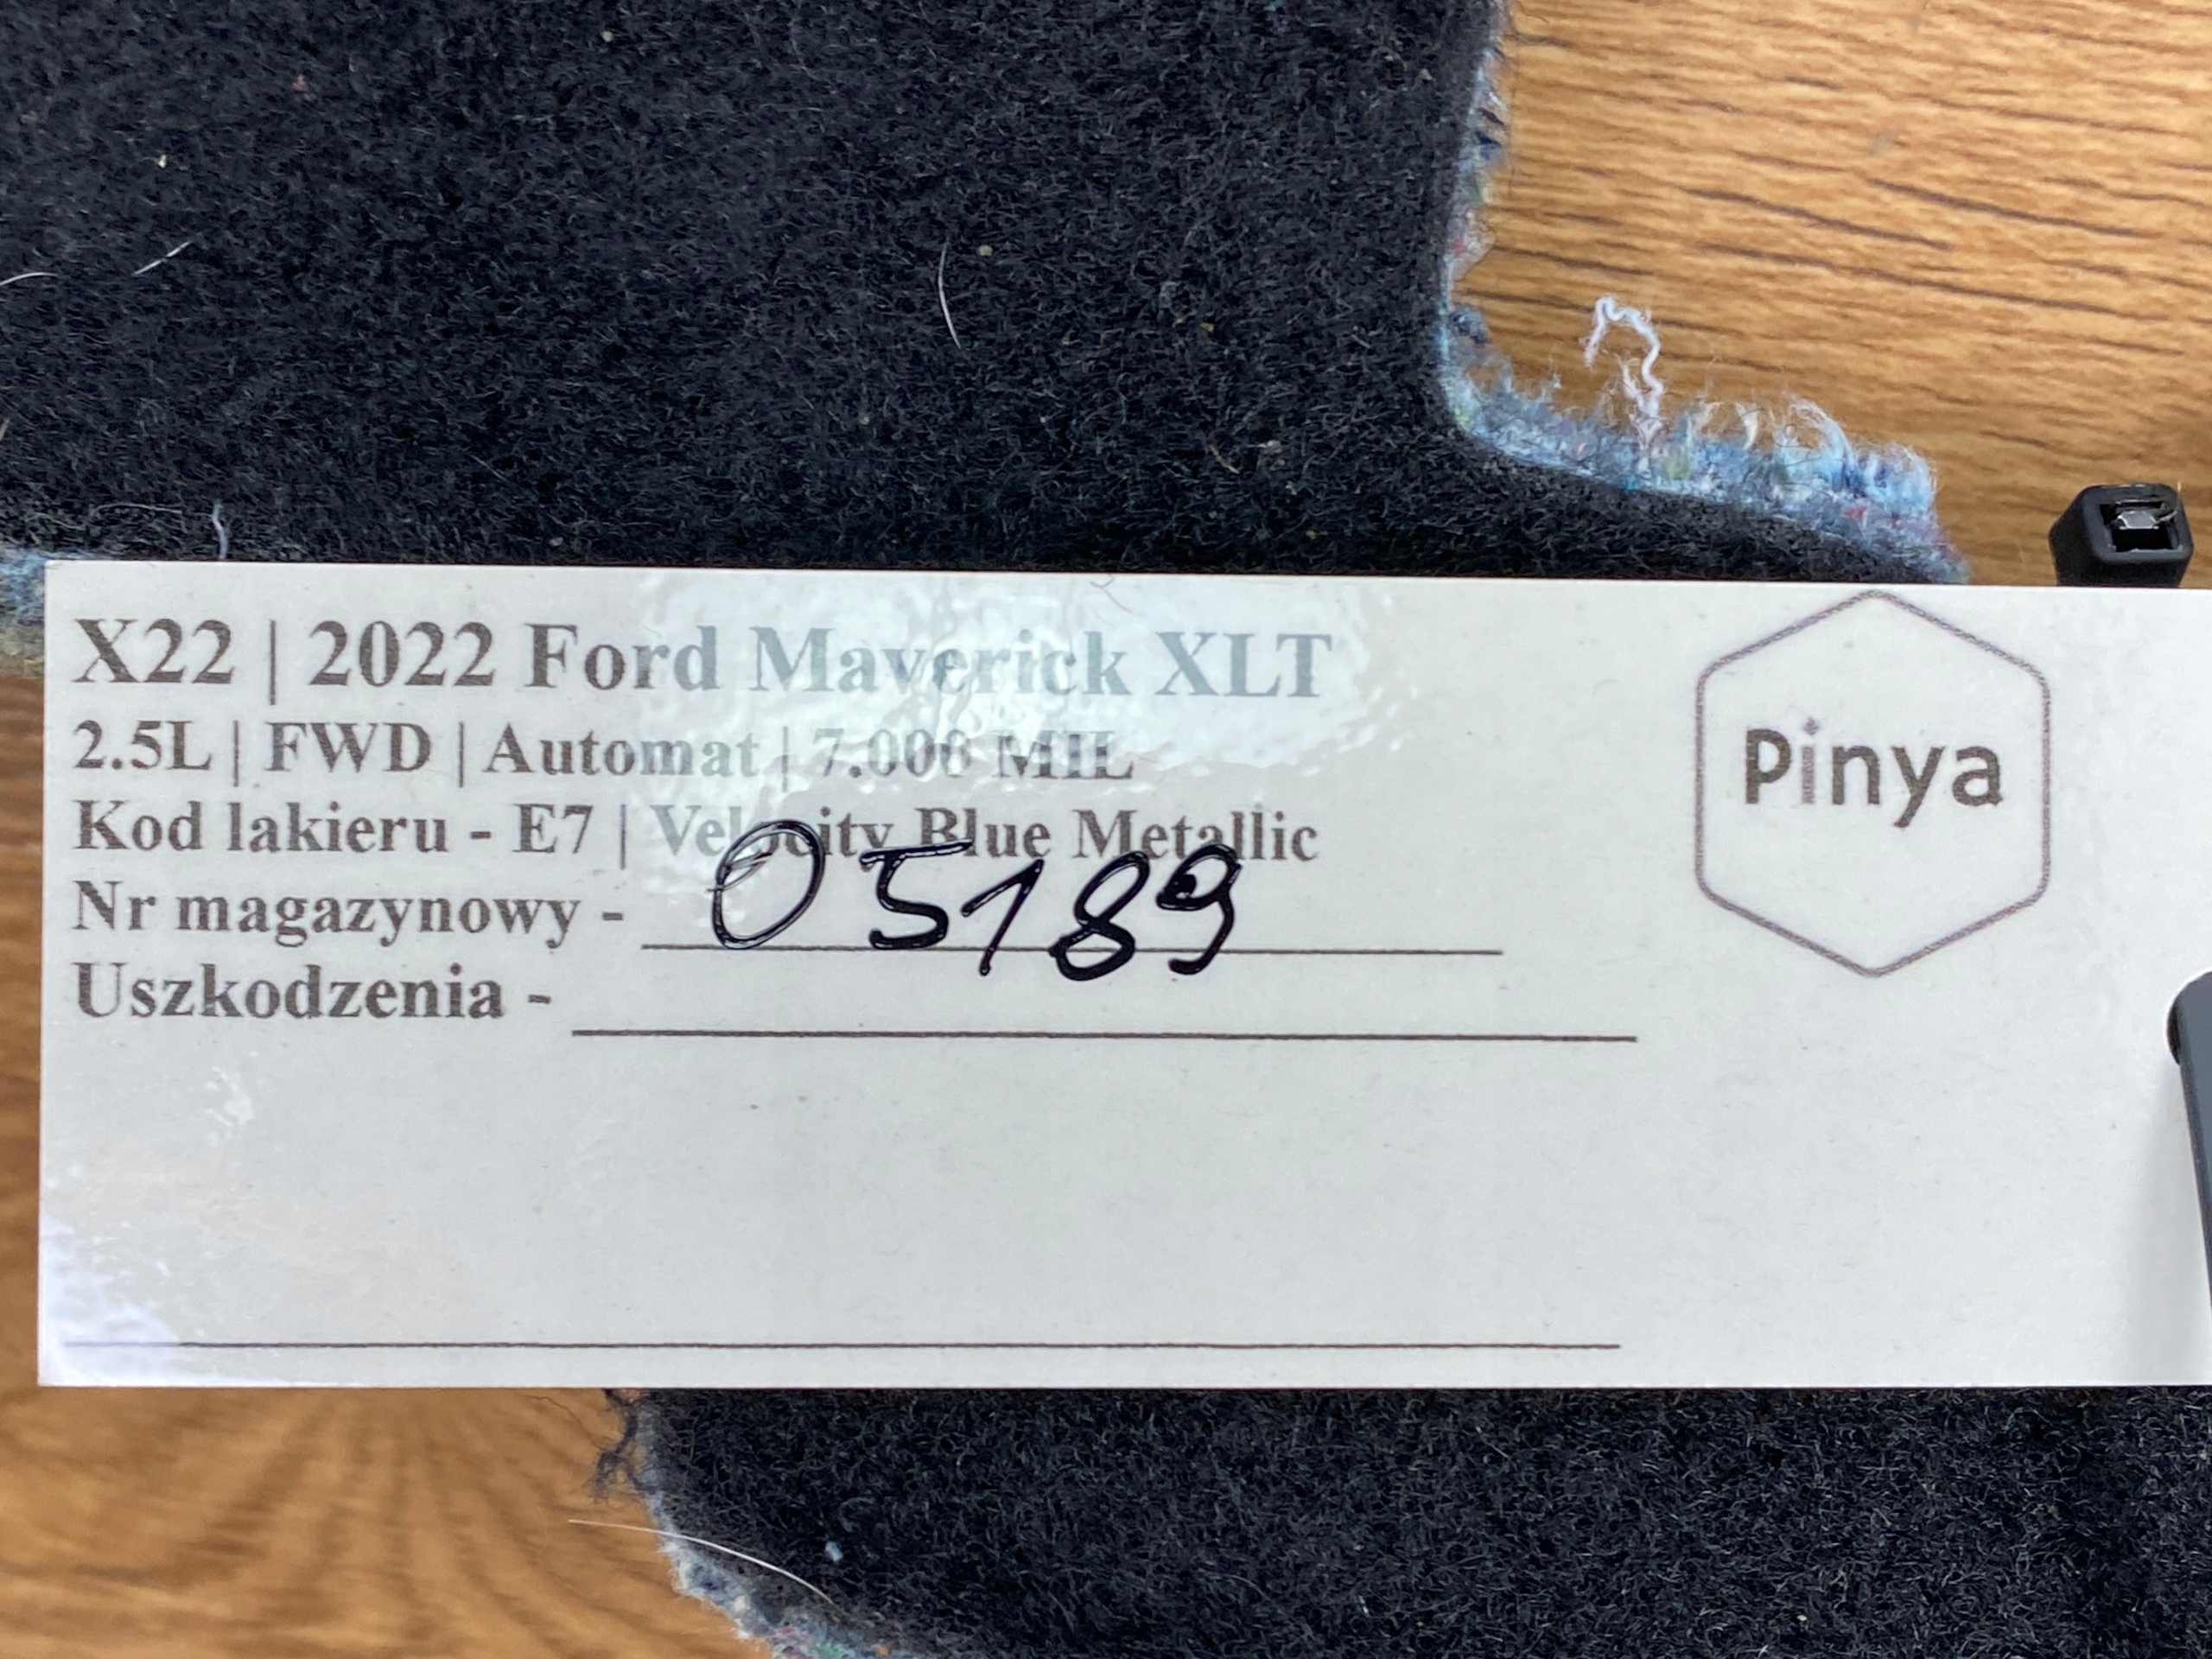 X22 | 2022 Ford Maverick XLT
2.5L | FWD | Automat | 7.000 MIL
Kod lakieru - E7 | Velocity Blue Metallic
Nr magazynowy - 05189
Uszkodzenia -
Pinya